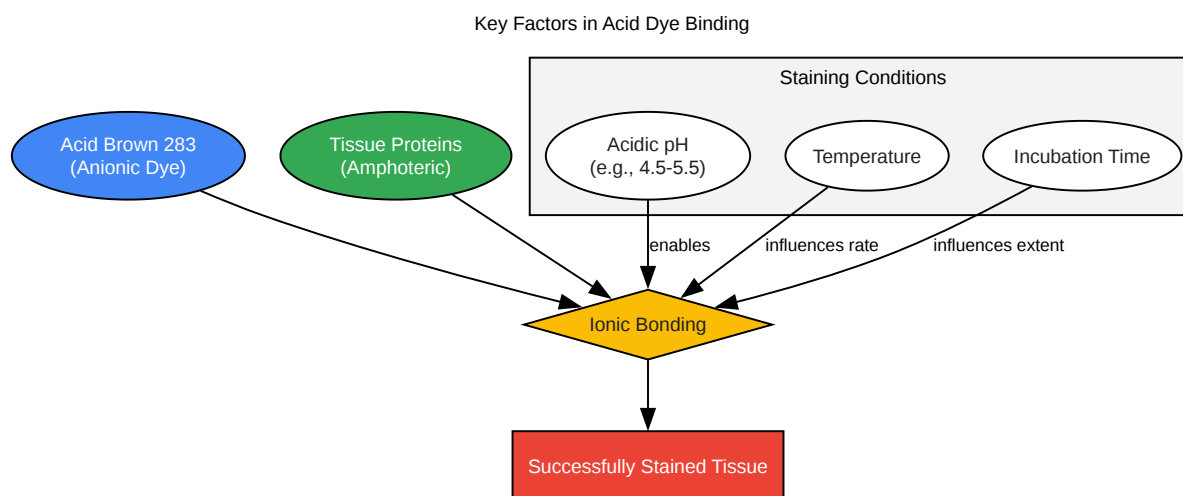 Key Factors in Acid Dye Binding
Staining Conditions
Acid Brown 283
(Anionic Dye)
Tissue Proteins
(Amphoteric)
Acidic pH
(e.g., 4.5-5.5)
Temperature
Incubation Time
enables
influences rate
influences extent
Ionic Bonding
Successfully Stained Tissue